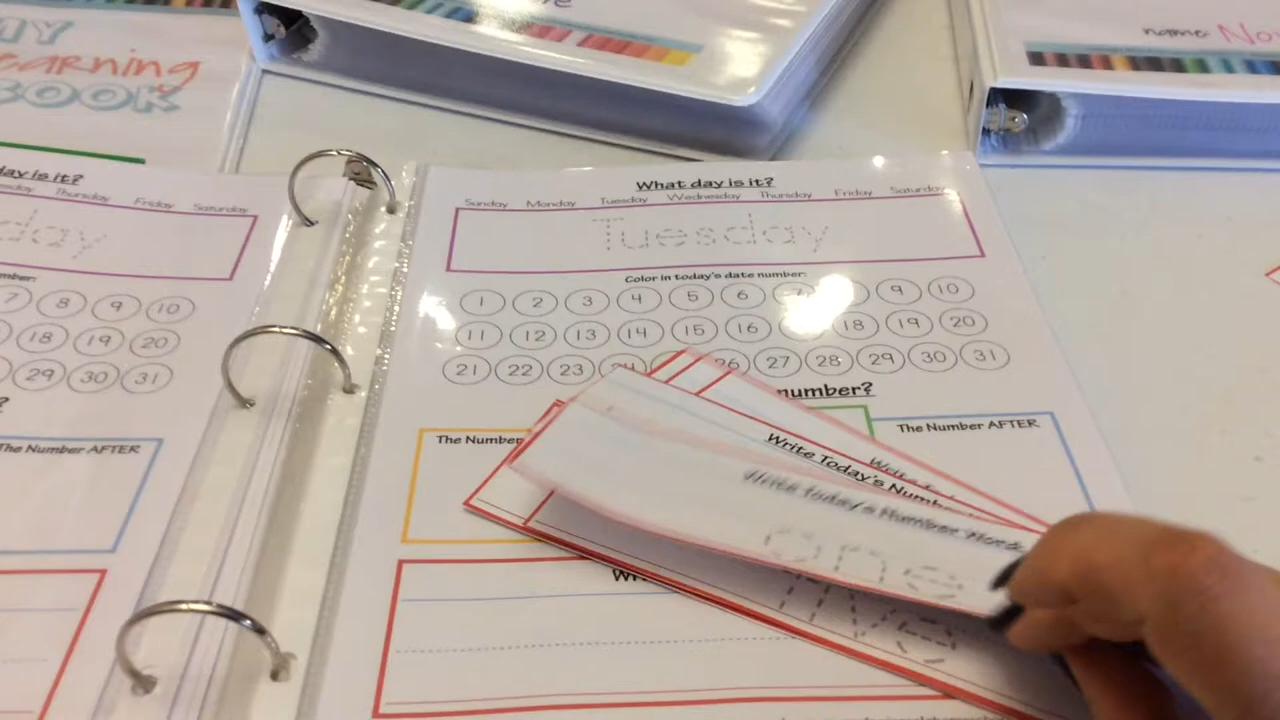 MY
Learning
BOOK
name: No
day is it?
Thursday Friday Saturday
day
7 8 9 10
18 19 20
29 30 31
The Number AFTER
What day is it?
Sunday Monday Tuesday Wednesday Thursday Friday Saturday
Tuesday
Color in today's date number:
1 2 3 4 5 6 7 9 10
11 12 13 14 15 16 18 19 20
21 22 23 24 26 27 28 29 30 31
number?
The Number
The Number AFTER
Write Today's Number
Write Today's Number Word:
one
five